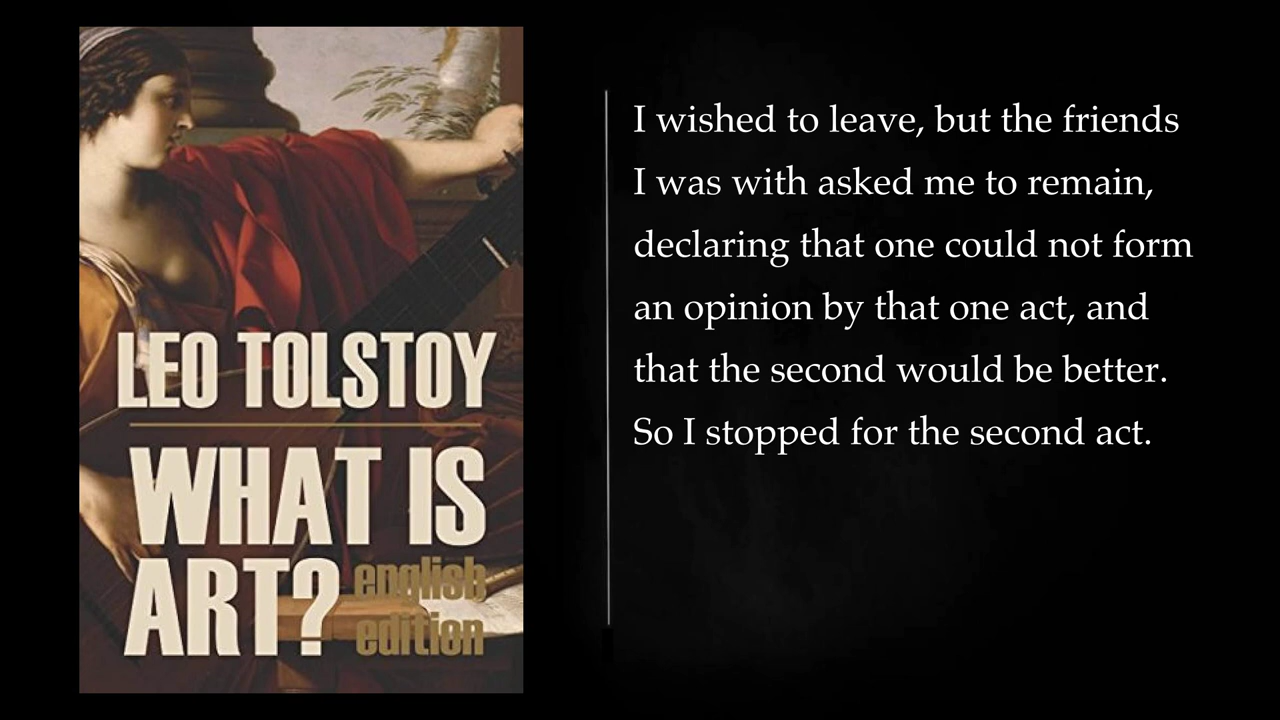 LEO TOLSTOY
WHAT IS
ART?
english
edition
I wished to leave, but the friends
I was with asked me to remain,
declaring that one could not form
an opinion by that one act, and
that the second would be better.
So I stopped for the second act.